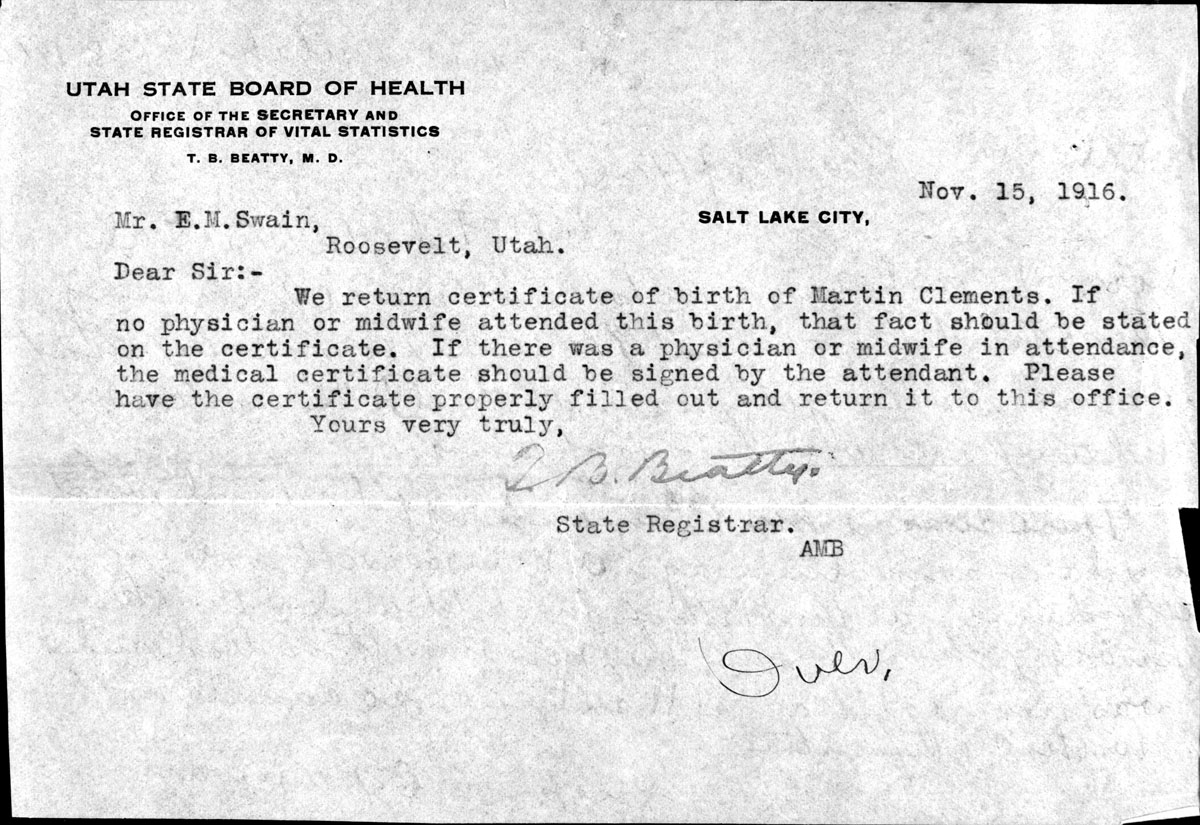 UTAH STATE BOARD OF HEALTH
OFFICE OF THE SECRETARY AND
STATE REGISTRAR OF VITAL STATISTICS
T. B. BEATTY, M. D.
Nov. 15, 1916.
SALT LAKE CITY,
Mr. E.M.Swain,
Roosevelt, Utah.
Dear Sir:-
We return certificate of birth of Martin Clements. If
no physician or midwife attended this birth, that fact should be stated
on the certificate. If there was a physician or midwife in attendance,
the medical certificate should be signed by the attendant. Please
have the certificate properly filled out and return it to this office.
Yours very truly,
T B. Beatty.
State Registrar.
AMB
Over.